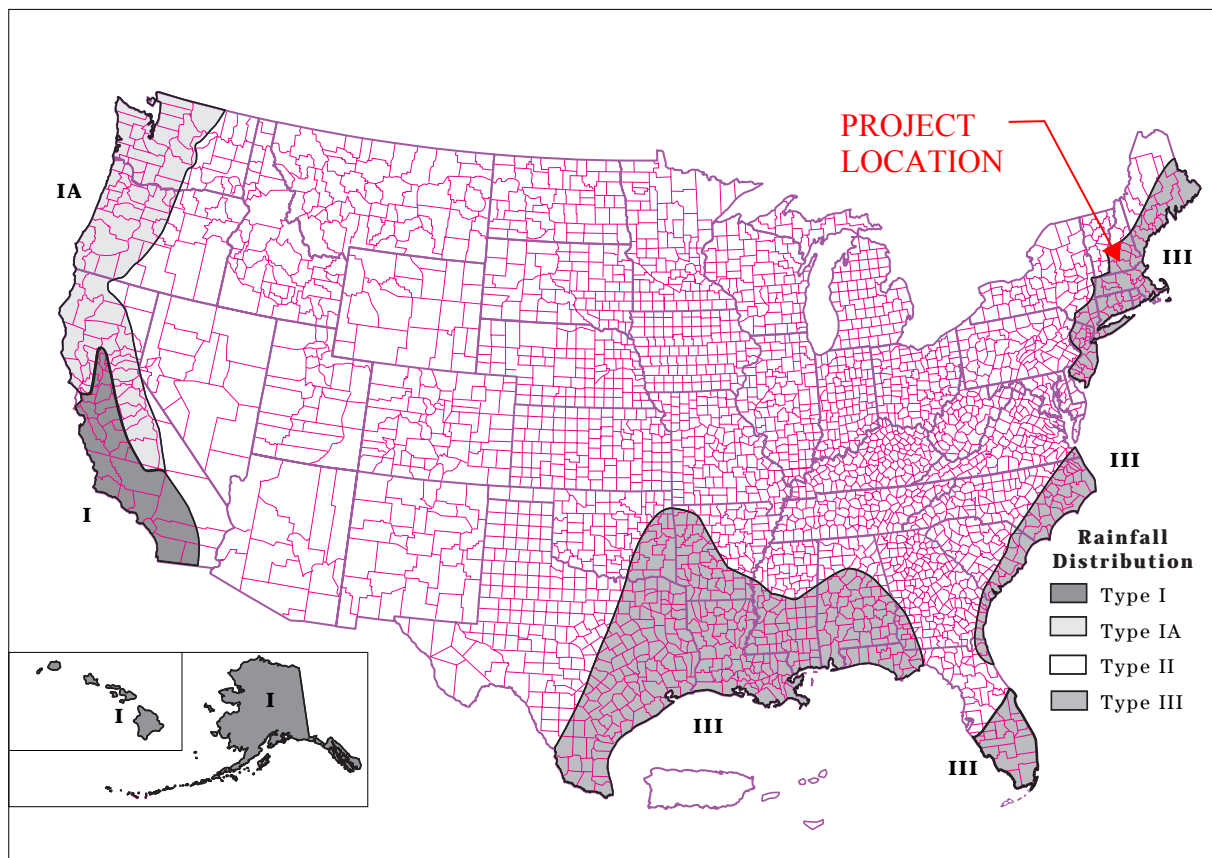 PROJECT
LOCATION
IA
III
III
I
Rainfall
Distribution
Type I
Type IA
Type II
Type III
I
I
III
III